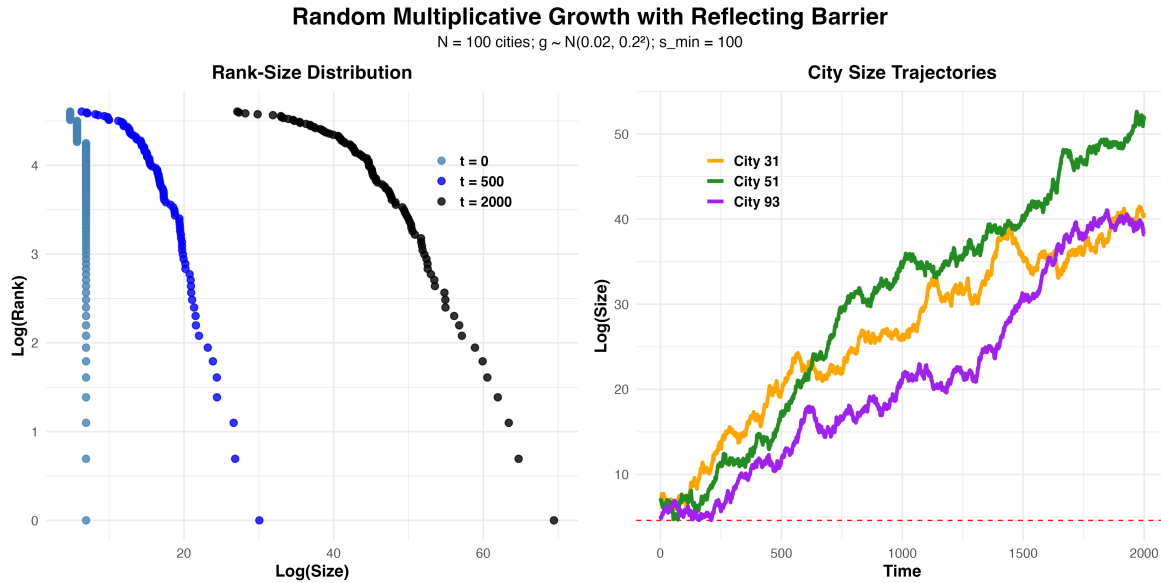 Random Multiplicative Growth with Reflecting Barrier
N = 100 cities; g ~ N(0.02, 0.2²); s_min = 100
Rank-Size Distribution
Log(Rank)
4
3
2
1
0
t = 0
t = 500
t = 2000
20
40
60
Log(Size)
City Size Trajectories
Log(Size)
50
40
30
20
10
City 31
City 51
City 93
0
500
1000
1500
2000
Time